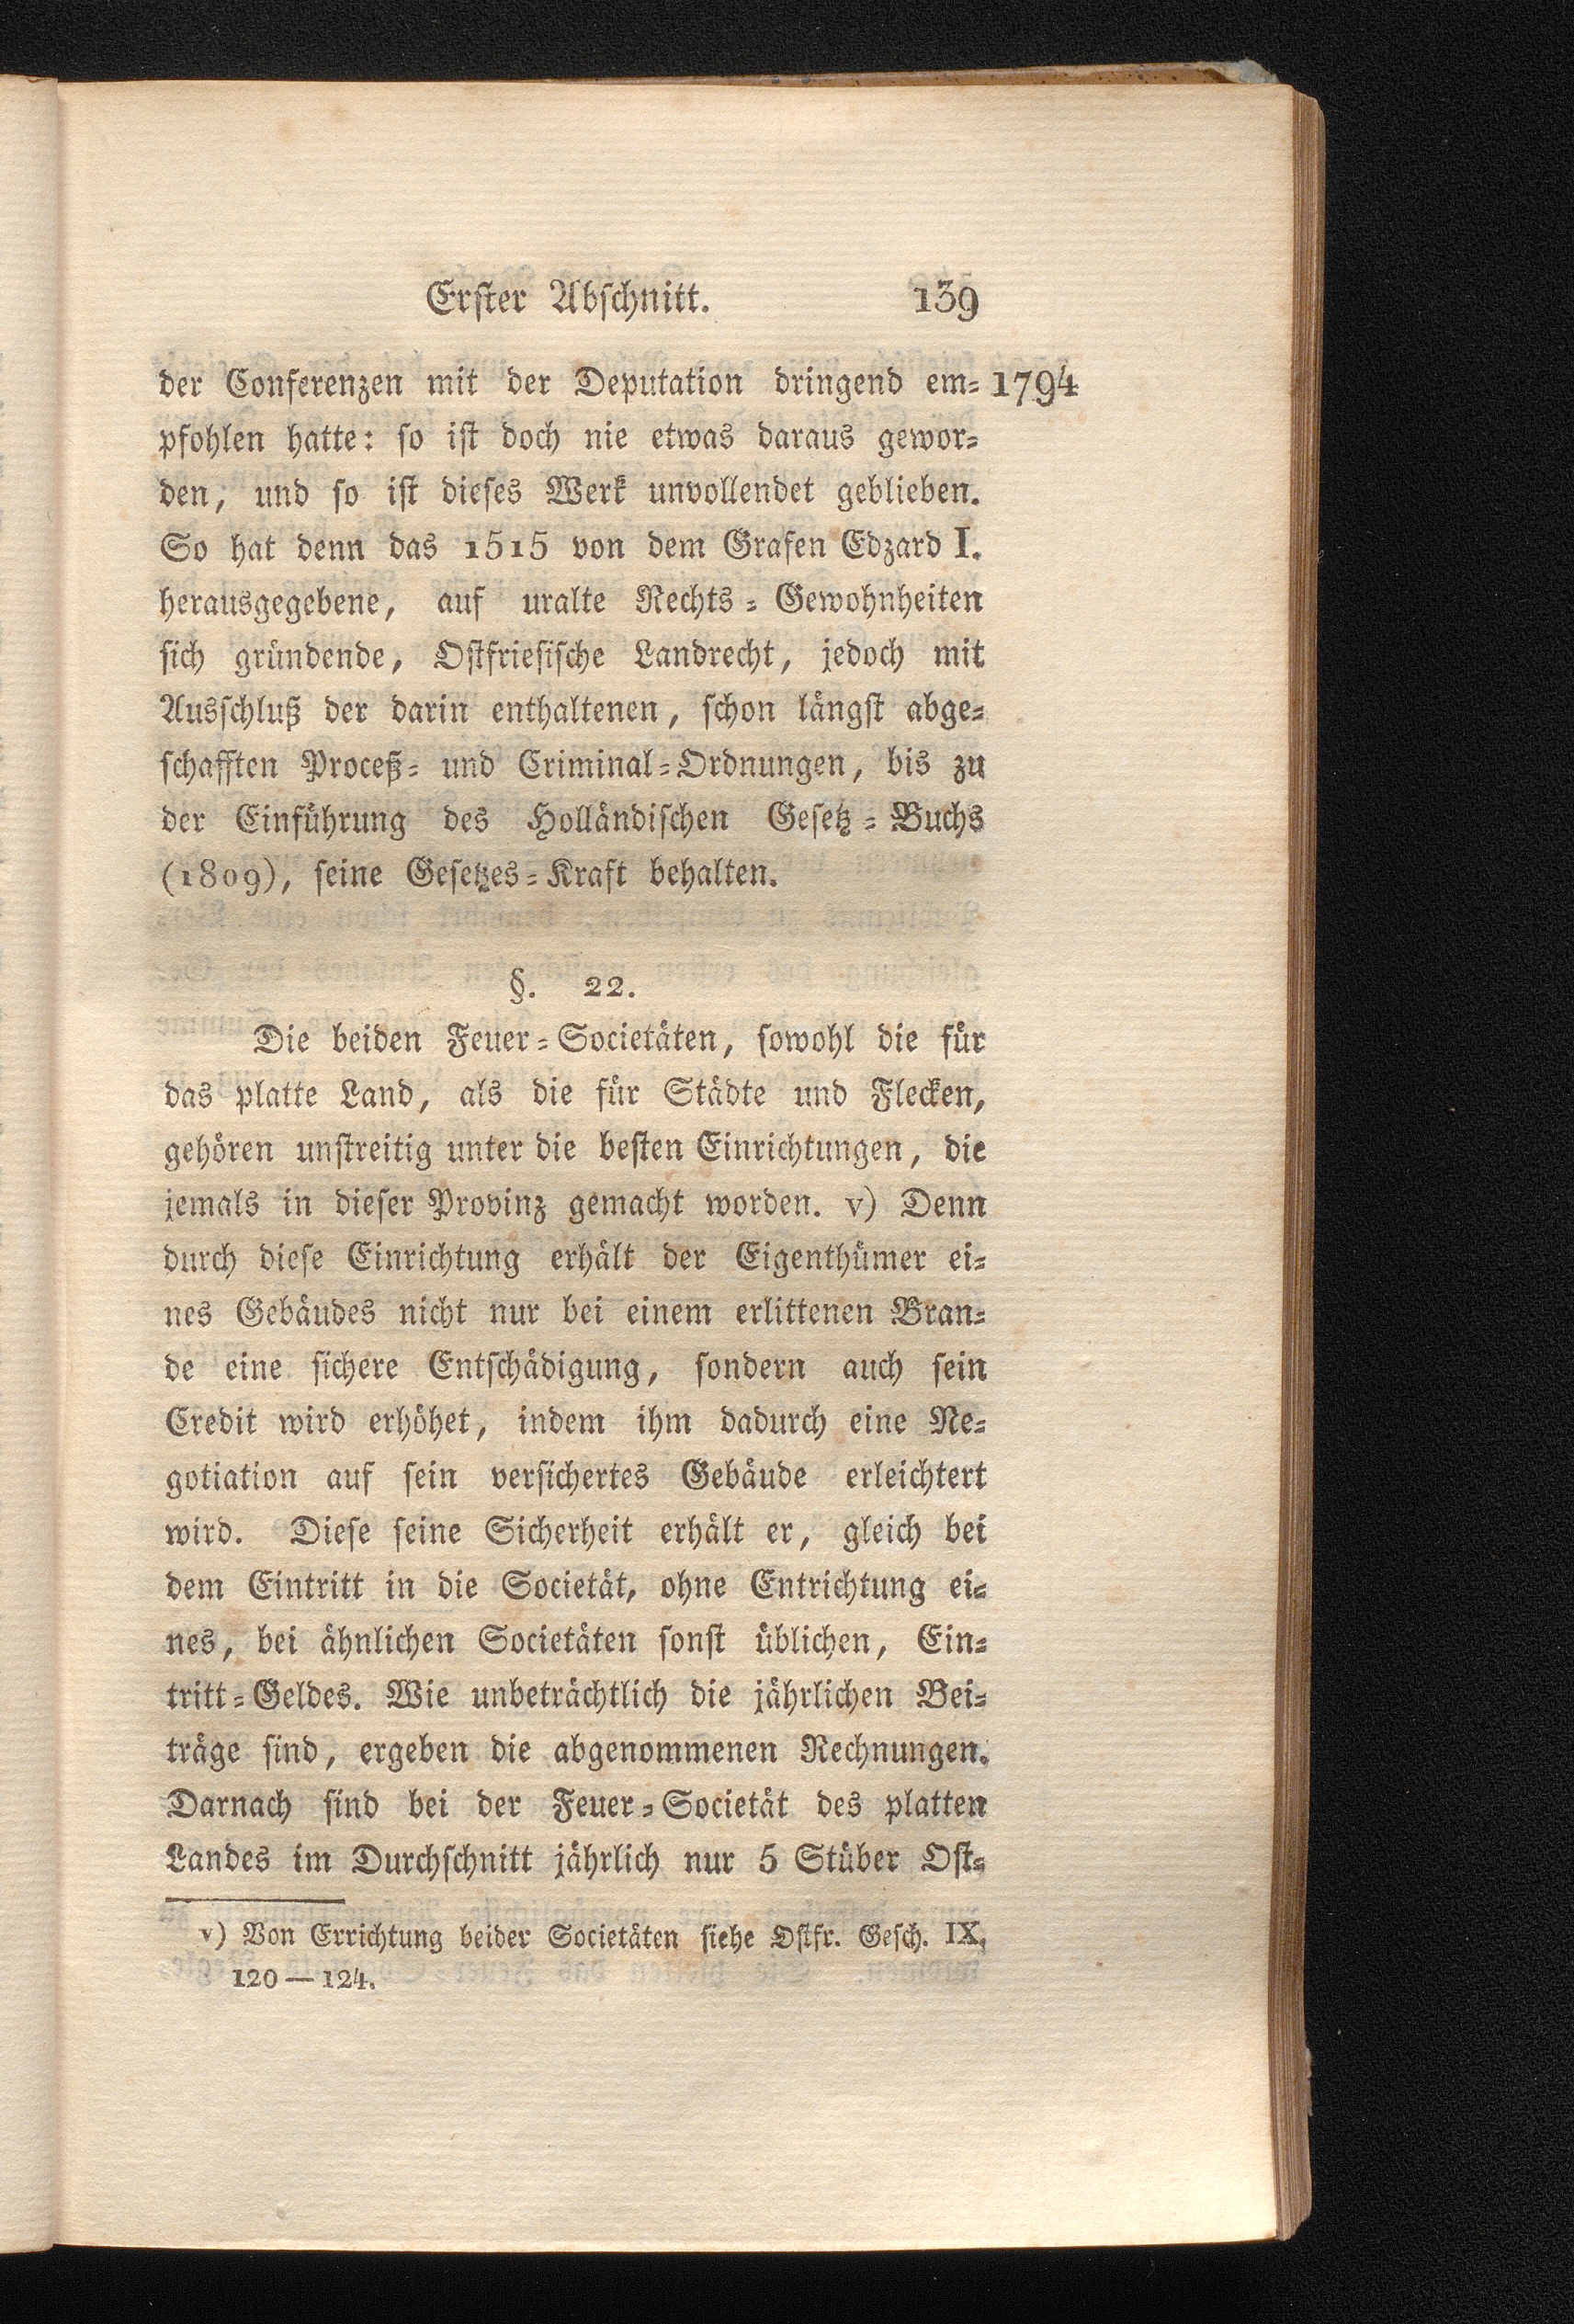 Erster Abschnitt. 139
der Conferenzen mit der Deputation dringend em= 1794
pfohlen hatte: so ist doch nie etwas daraus gewor=
den, und so ist dieses Werk unvollendet geblieben.
So hat denn das 1515 von dem Grafen Edzard I.
herausgegebene, auf uralte Rechts = Gewohnheiten
sich gründende, Ostfriesische Landrecht, jedoch mit
Ausschluß der darin enthaltenen, schon längst abge=
schafften Proceß= und Criminal=Ordnungen, bis zu
der Einführung des Holländischen Gesetz = Buchs
(1809), seine Gesetzes=Kraft behalten.
§. 22.
Die beiden Feuer=Societäten, sowohl die für
das platte Land, als die für Städte und Flecken,
gehören unstreitig unter die besten Einrichtungen, die
jemals in dieser Provinz gemacht worden. v) Denn
durch diese Einrichtung erhält der Eigenthümer ei=
nes Gebäudes nicht nur bei einem erlittenen Bran=
de eine sichere Entschädigung, sondern auch sein
Credit wird erhöhet, indem ihm dadurch eine Ne=
gotiation auf sein versichertes Gebäude erleichtert
wird. Diese seine Sicherheit erhält er, gleich bei
dem Eintritt in die Societät, ohne Entrichtung ei=
nes, bei ähnlichen Societäten sonst üblichen, Ein=
tritt=Geldes. Wie unbeträchtlich die jährlichen Bei=
träge sind, ergeben die abgenommenen Rechnungen.
Darnach sind bei der Feuer=Societät des platten
Landes im Durchschnitt jährlich nur 5 Stüber Ost=
v) Von Errichtung beider Societäten siehe Ostfr. Gesch. IX,
120 — 124.